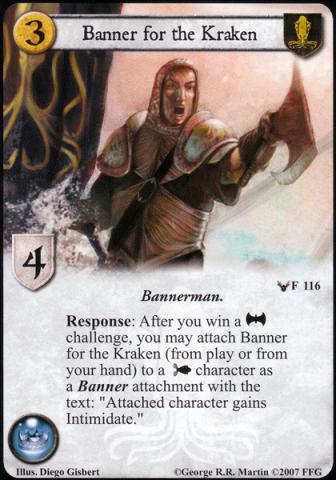 3 Banner for the Kraken
4
F 116
Bannerman.
Response: After you win a
challenge, you may attach Banner
for the Kraken (from play or from
your hand) to a character as
a Banner attachment with the
text: "Attached character gains
Intimidate."
Illus. Diego Gisbert ©George R.R. Martin ©2007 FFG